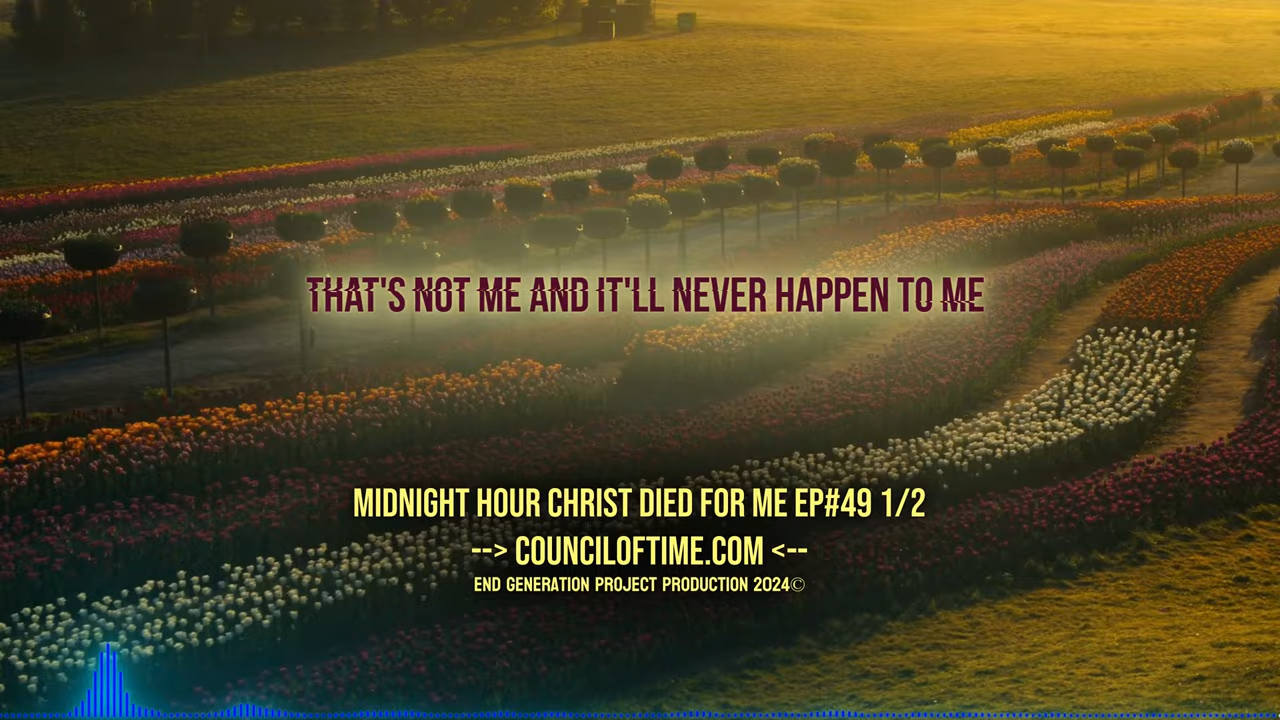 THAT'S NOT ME AND IT'LL NEVER HAPPEN TO ME
MIDNIGHT HOUR CHRIST DIED FOR ME EP#49 1/2
--> COUNCILOFTIME.COM <--
END GENERATION PROJECT PRODUCTION 2024©